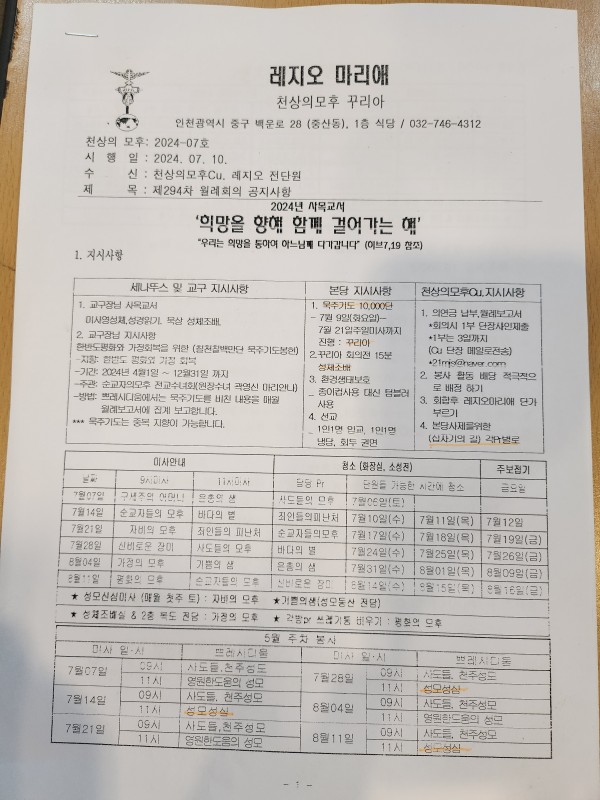 레지오 마리애
천상의모후 꾸리아
인천광역시 중구 백운로 28 (중산동), 1층 식당 / 032-746-4312
천상의 모후: 2024-07호
시 행 일 : 2024. 07. 10.
수 신 : 천상의모후Cu. 레지오 전단원
제 목 : 제294차 월례회의 공지사항
2024년 사목교서
'희망을 향해 함께 걸어가는 해'
"우리는 희망을 통하여 하느님께 다가갑니다" (히브7,19 참조)
1. 지시사항
세나뚜스 및 교구 지시사항
1. 교구장님 사목교서
미사영성체,성경읽기. 묵상 성체조배.
2. 교구장님 지시사항
한반도평화와 가정회복을 위한 (칠천칠백만단 묵주기도봉헌)
-지향: 한반도 평화와 가정 회복
-기간: 2024년 4월1일 ~ 12월31일 까지
-주관: 순교자의모후 전교수녀회(원장수녀 곽영신 마리안나)
-방법: 쁘레시디움에서는 묵주기도를 바친 내용을 매월
월례보고서에 집계 보고합니다.
*** 묵주기도는 중복 지향이 가능합니다.
본당 지시사항
1. 묵주기도 10,000단
- 7월 9일(화요일)-
7월 21일주일미사까지
진행 : 꾸리아
2.꾸리아 회의전 15분
성체조배
3. 환경생태보호
_ 종이컵사용 대신 텀블러
사용
4. 선교
_ 1인1명 입교, 1인1명
냉담, 회두 권면
천상의모후Cu.지시사항
1. 의연금 납부,월례보고서
*회의시 1부 단장사인제출
*1부는 3일까지
(Cu 단장 메일로전송)
*21mjs@naver.com
2. 봉사 활동 배당 적극적으
로 배정 하기
3. 회합후 레지오마리애 단가
부르기
4. 본당사제를위한
(십자가의 길) 각Pr별로
미사안내 청소 (화장실, 소성전) 주보접기
날짜 9시미사 11시미사 담당 Pr 단원들 가능한 시간에 청소 금요일
7월07일 구세주의 어머니 은총의 샘 사도들의 모후 7월06일(토)
7월14일 순교자들의 모후 바다의 별 죄인들의피난처 7월10일(수) 7월11일(목) 7월12일
7월21일 자비의 모후 죄인들의 피난처 순교자들의모후 7월17일(수) 7월18일(목) 7월19일(금)
7월28일 신비로운 장미 사도들의 모후 바다의 별 7월24일(수) 7월25일(목) 7월26일(금)
8월04일 가정의 모후 기쁨의 샘 은총의 샘 7월31일(수) 8월01일(목) 8월09일(금)
8월11일 평화의 모후 순교자들의 모후 신비로운 장미 8월14일(수) 8월15일(목) 8월16일(금)
★ 성모신심미사 (매월 첫주 토) : 자비의 모후 ★기쁨의샘(성모동산 전담)
★ 성체조배실 & 2층 복도 전담 : 가정의 모후 ★ 각방pr 쓰레기통 비우기 : 평화의 모후
5월 주차 봉사
미사 일·시 쁘레시디움 미사 일·시 쁘레시디움
7월07일 09시 사도들,천주성모 7월28일 09시 사도들, 천주성모
11시 영원한도움의 성모 11시 성모성심
7월14일 09시 사도들, 천주성모 8월04일 09시 사도들, 천주성모
11시 성모성심 11시 영원한도움의 성모
7월21일 09시 사도들,천주성모 8월11일 09시 사도들, 천주성모
11시 영원한도움의 성모 11시 성모성심
- 1 -